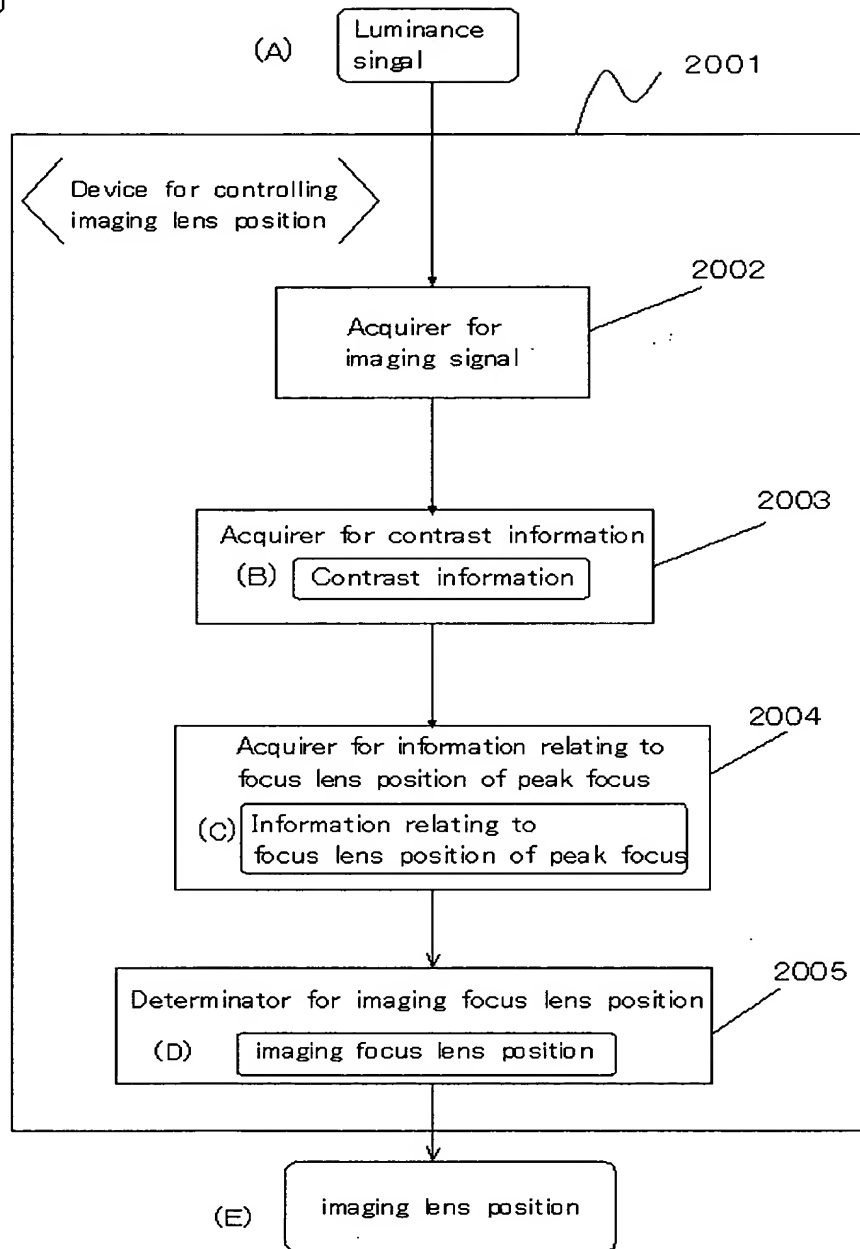 (A)
Luminance
singal
2001
Device for controlling
imaging lens position
2002
Acquirer for
imaging signal
2003
Acquirer for contrast information
(B)
Contrast information
2004
Acquirer for information relating to
focus lens position of peak focus
(C)
Information relating to
focus lens position of peak focus
2005
Determinator for imaging focus lens position
(D)
imaging focus lens position
(E)
imaging lens position